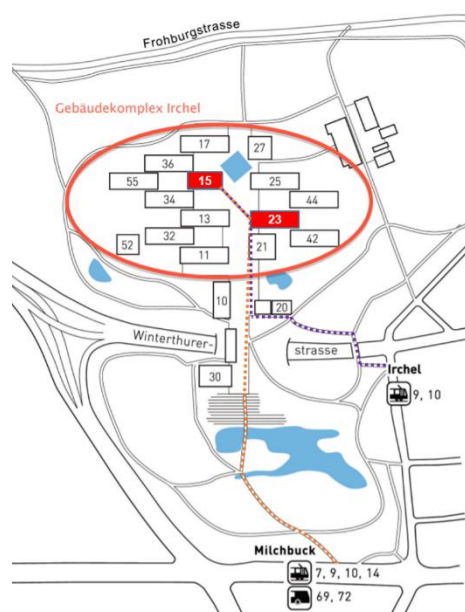 Frohburgstrasse
Gebäudekomplex Irchel
17
27
36
55
15
25
34
44
13
23
52
32
21
42
11
10
20
Winterthurer-
strasse
30
Irchel
9, 10
Milchbuck
7, 9, 10, 14
69, 72